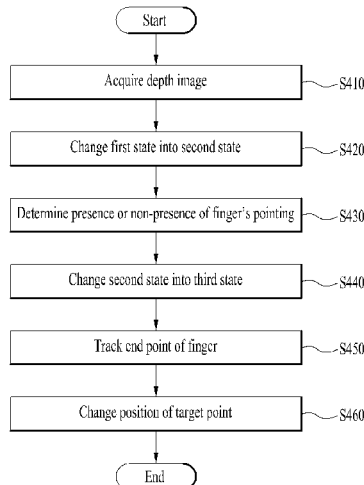 Start
Acquire depth image
S410
Change first state into second state
S420
Determine presence or non-presence of finger's pointing
S430
Change second state into third state
S440
Track end point of finger
S450
Change position of target point
S460
End